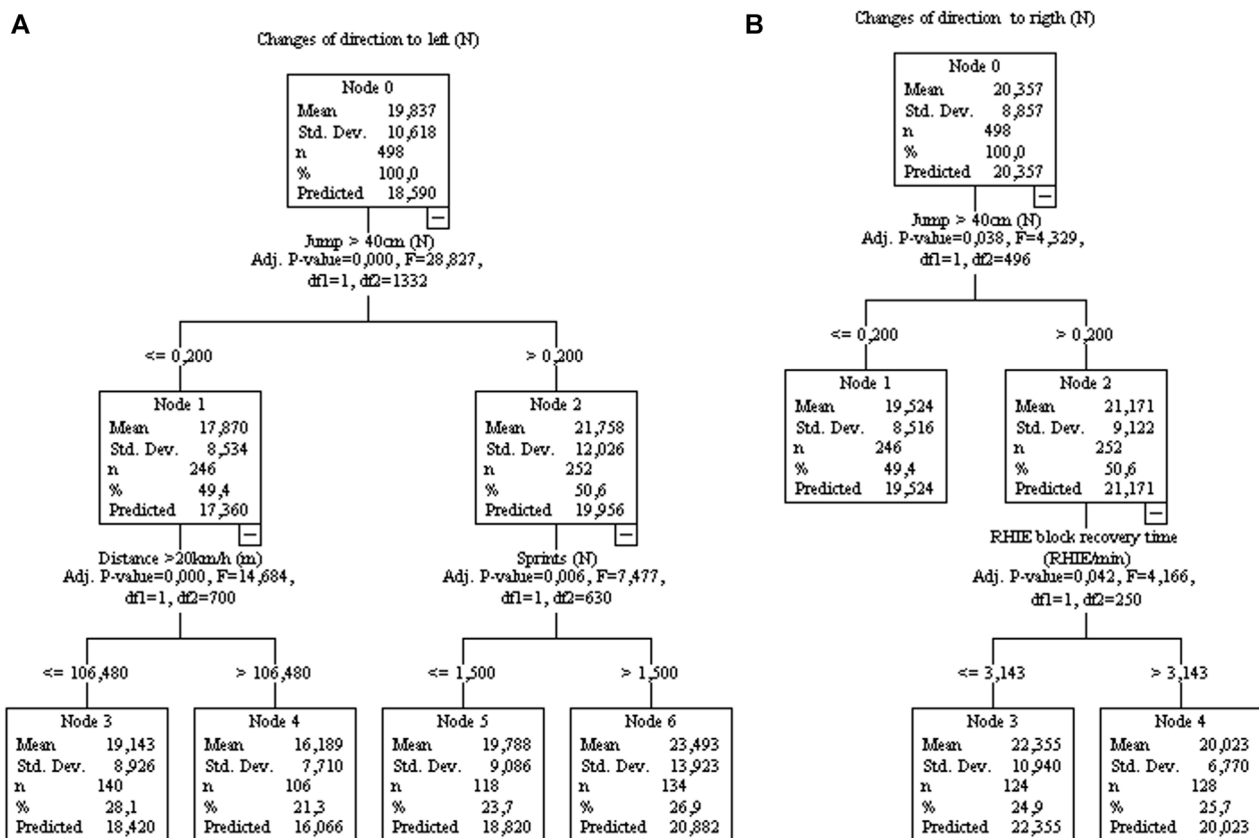 A
Changes of direction to left (N)
Node 0
Mean 19,837
Std. Dev. 10,618
n 498
% 100,0
Predicted 18,590
Jump > 40cm (N)
Adj. P-value=0,000, F=28,827,
df1=1, df2=1332
<= 0,200
> 0,200
Node 1
Mean 17,870
Std. Dev. 8,534
n 246
% 49,4
Predicted 17,360
Node 2
Mean 21,758
Std. Dev. 12,026
n 252
% 50,6
Predicted 19,956
Distance >20km/h (m)
Adj. P-value=0,000, F=14,684,
df1=1, df2=700
Sprints (N)
Adj. P-value=0,006, F=7,477,
df1=1, df2=630
<= 106,480
> 106,480
<= 1,500
> 1,500
Node 3
Mean 19,143
Std. Dev. 8,926
n 140
% 28,1
Predicted 18,420
Node 4
Mean 16,189
Std. Dev. 7,710
n 106
% 21,3
Predicted 16,066
Node 5
Mean 19,788
Std. Dev. 9,086
n 118
% 23,7
Predicted 18,820
Node 6
Mean 23,493
Std. Dev. 13,923
n 134
% 26,9
Predicted 20,882
B
Changes of direction to rigth (N)
Node 0
Mean 20,357
Std. Dev. 8,857
n 498
% 100,0
Predicted 20,357
Jump > 40cm (N)
Adj. P-value=0,038, F=4,329,
df1=1, df2=496
<= 0,200
> 0,200
Node 1
Mean 19,524
Std. Dev. 8,516
n 246
% 49,4
Predicted 19,524
Node 2
Mean 21,171
Std. Dev. 9,122
n 252
% 50,6
Predicted 21,171
RHIE block recovery time
(RHIE/min)
Adj. P-value=0,042, F=4,166,
df1=1, df2=250
<= 3,143
> 3,143
Node 3
Mean 22,355
Std. Dev. 10,940
n 124
% 24,9
Predicted 22,355
Node 4
Mean 20,023
Std. Dev. 6,770
n 128
% 25,7
Predicted 20,023